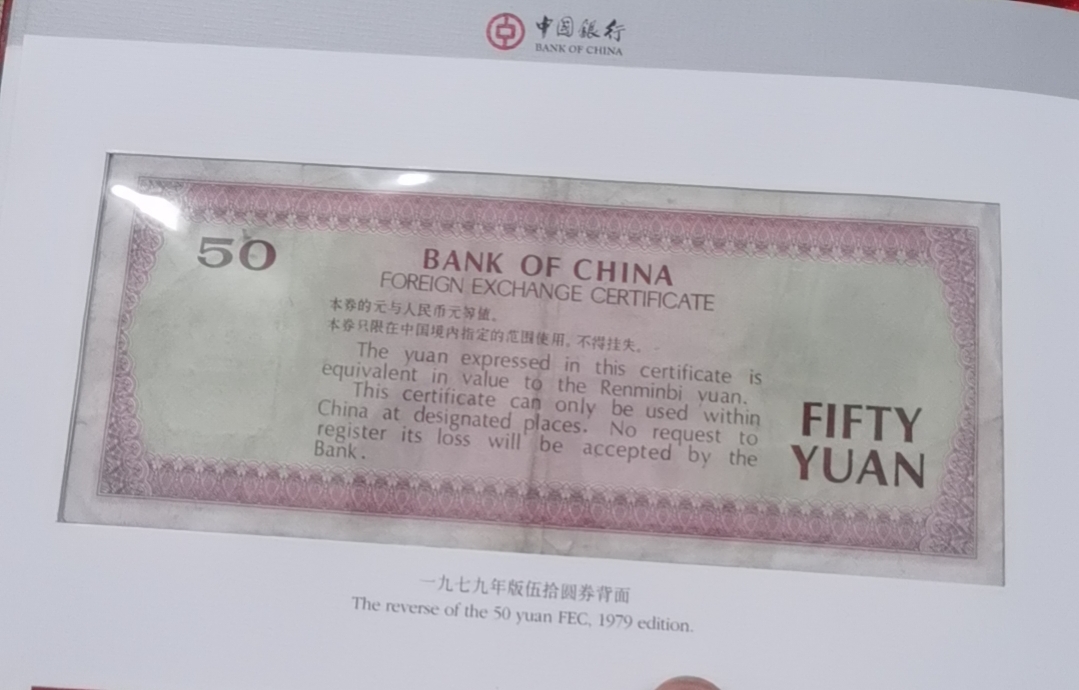 中国銀行
BANK OF CHINA
50
BANK OF CHINA
FOREIGN EXCHANGE CERTIFICATE
本券的元与人民币元等值。
本券只限在中国境内指定的范围使用，不得挂失。
The yuan expressed in this certificate is
equivalent in value to the Renminbi yuan.
This certificate can only be used within
China at designated places. No request to
register its loss will be accepted by the
Bank.
FIFTY
YUAN
一九七九年版伍拾圆券背面
The reverse of the 50 yuan FEC, 1979 edition.